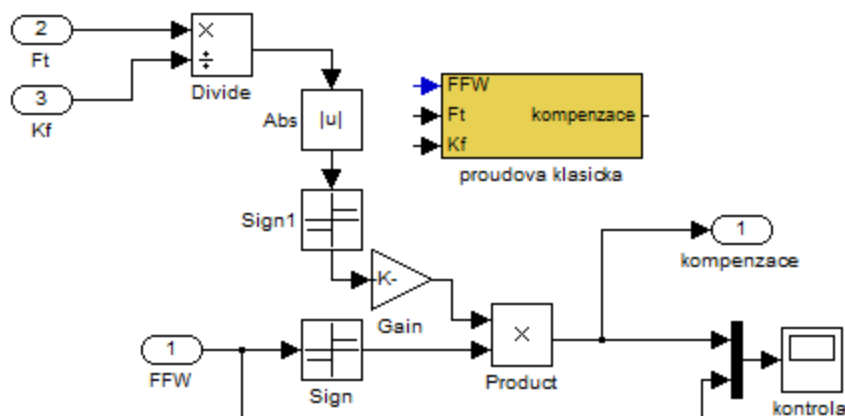 2
Ft
3
Kf
×
÷
Divide
Abs
|u|
FFW
Ft
kompenzace
Kf
proudova klasicka
Sign1
1
kompenzace
K-
Gain
1
FFW
Sign
×
Product
kontrola